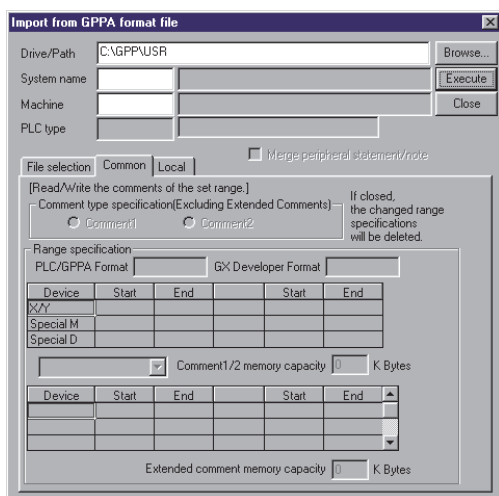 Import from GPPA format file
Drive/Path C:\GPP\USR Browse...
System name Execute
Machine Close
PLC type
Merge peripheral statement/note
File selection Common Local
[Read/Write the comments of the set range.]
Comment type specification(Excluding Extended Comments)
Comment1 Comment2
If closed,
the changed range
specifications
will be deleted.
Range specification
PLC/GPPA Format GX Developer Format
Device Start End Start End
X/Y
Special M
Special D
Comment1/2 memory capacity 0 K Bytes
Device Start End Start End
Extended comment memory capacity 0 K Bytes